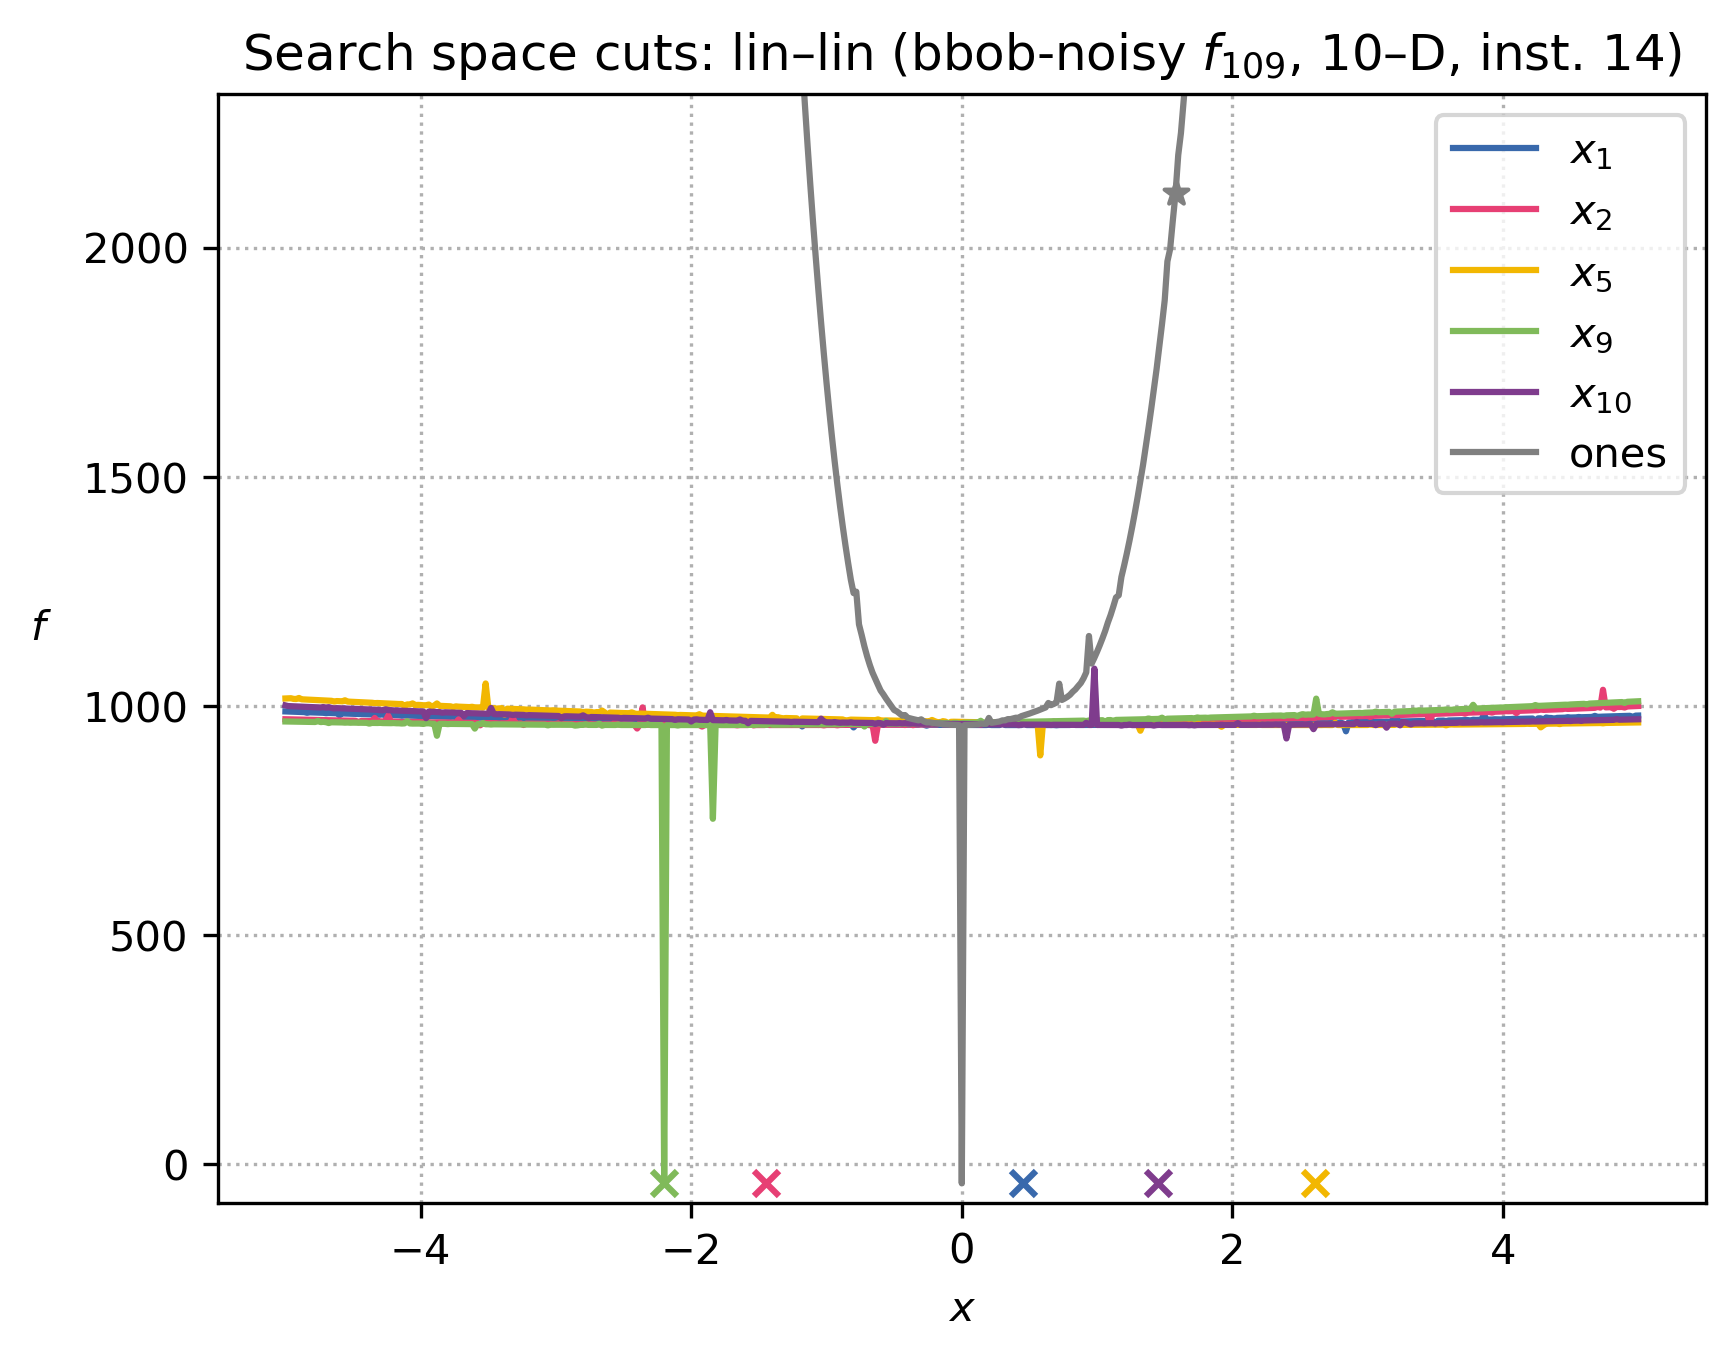 Search space cuts: lin–lin (bbob-noisy f₁₀₉, 10–D, inst. 14)
x₁
x₂
x₅
x₉
x₁₀
ones
2000
1500
1000
500
0
f
−4
−2
0
2
4
x